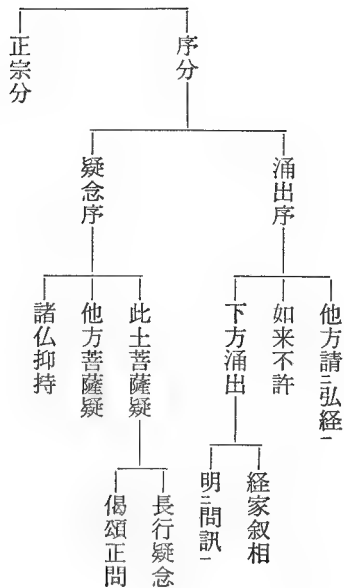 序分
正宗分
涌出序
疑念序
他方請二弘経一
如来不許
下方涌出
此土菩薩疑
他方菩薩疑
諸仏抑持
経家叙相
明二問訊一
長行疑念
偈頌正問